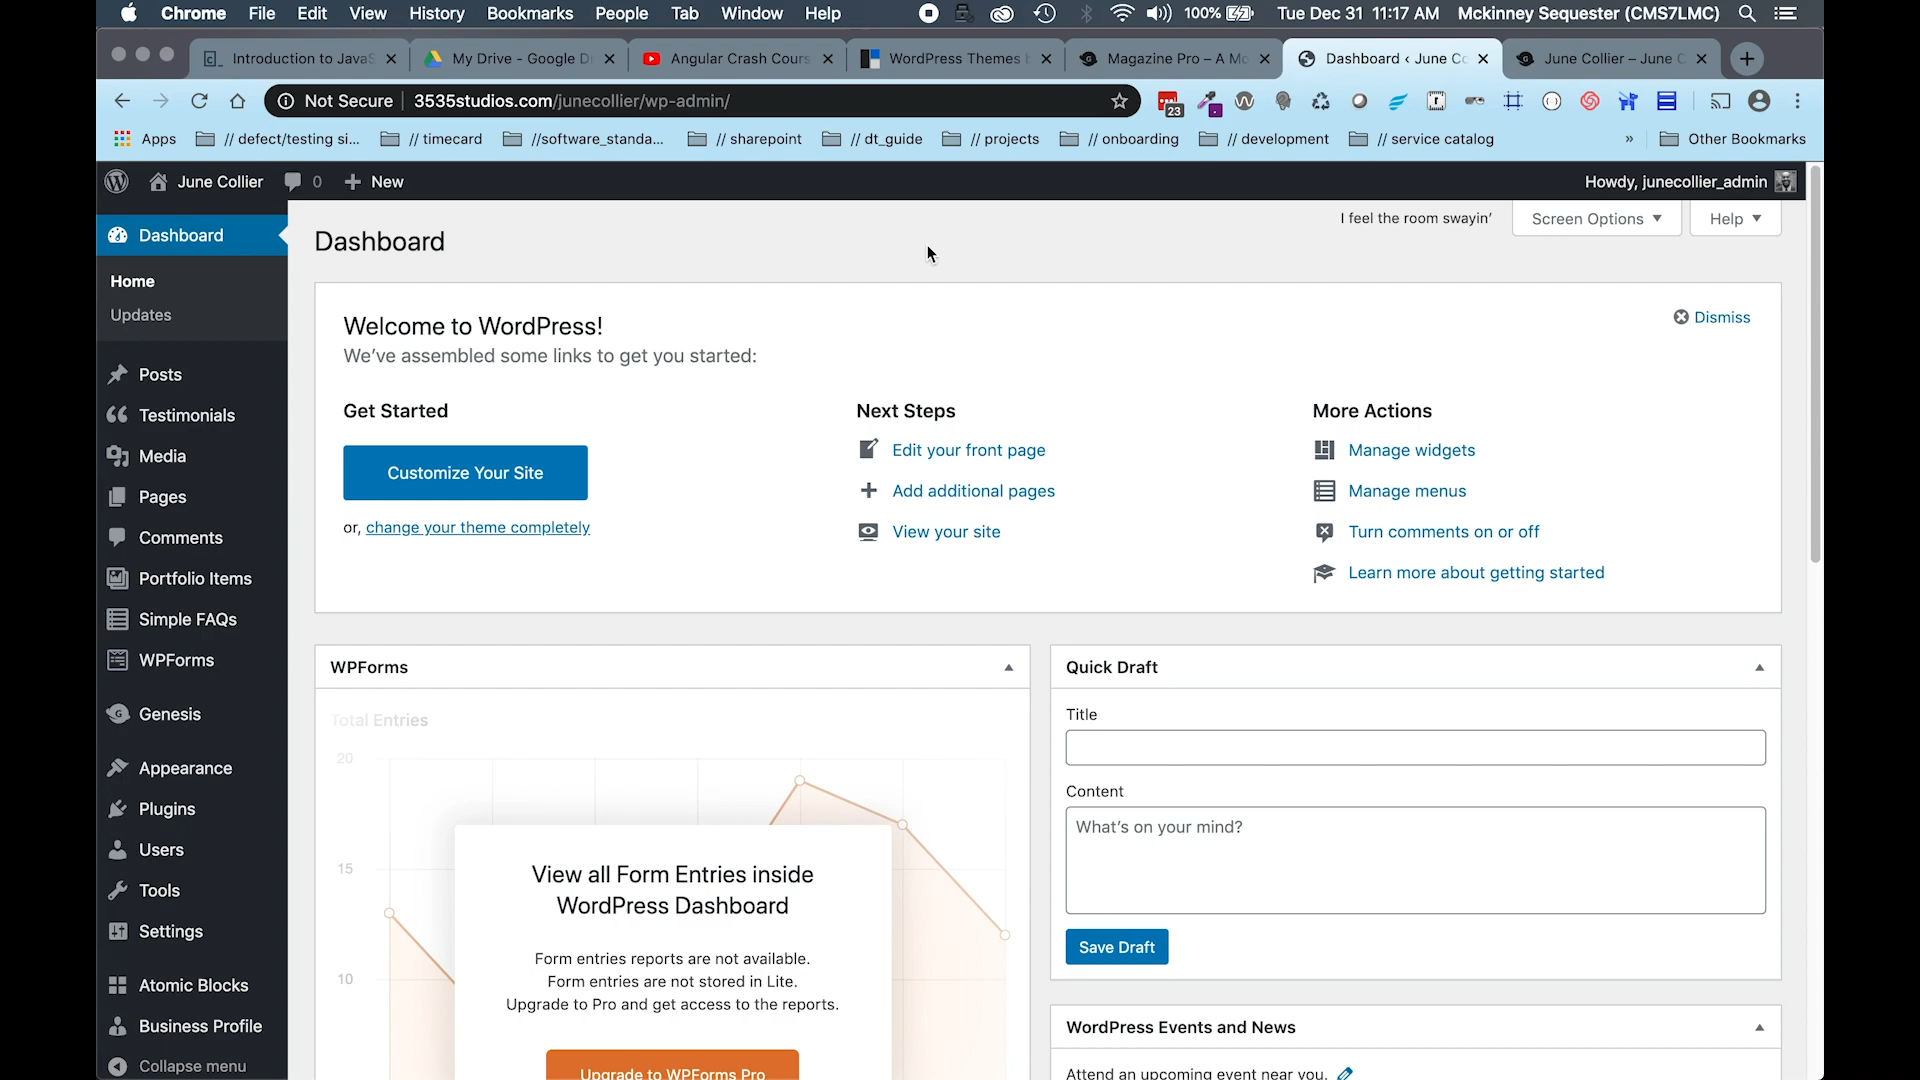 Chrome File Edit View History Bookmarks People Tab Window Help 100% Tue Dec 31 11:17 AM Mckinney Sequester (CMS7LMC)
Introduction to JavaS My Drive - Google D Angular Crash Cours WordPress Themes Magazine Pro – A Mo Dashboard ‹ June Co June Collier – June C
Not Secure 3535studios.com/junecollier/wp-admin/ 23
Apps // defect/testing si... // timecard //software_standa... // sharepoint // dt_guide // projects // onboarding // development // service catalog » Other Bookmarks
June Collier 0 New Howdy, junecollier_admin
Dashboard
Home
Updates
Posts
Testimonials
Media
Pages
Comments
Portfolio Items
Simple FAQs
WPForms
Genesis
Appearance
Plugins
Users
Tools
Settings
Atomic Blocks
Business Profile
Collapse menu
I feel the room swayin’ Screen Options Help
Dashboard
Welcome to WordPress!
We’ve assembled some links to get you started:
Dismiss
Get Started
Customize Your Site
or, change your theme completely
Next Steps
Edit your front page
Add additional pages
View your site
More Actions
Manage widgets
Manage menus
Turn comments on or off
Learn more about getting started
WPForms
Total Entries
20
15
10
View all Form Entries inside
WordPress Dashboard
Form entries reports are not available.
Form entries are not stored in Lite.
Upgrade to Pro and get access to the reports.
Upgrade to WPForms Pro
Quick Draft
Title
Content
What’s on your mind?
Save Draft
WordPress Events and News
Attend an upcoming event near you.